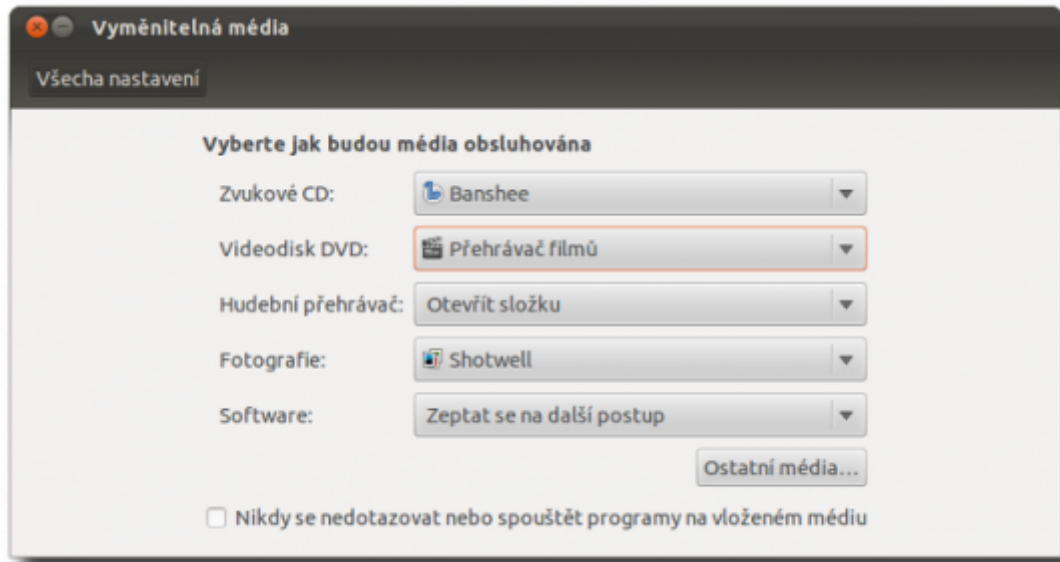 Vyměnitelná média
Všecha nastavení
Vyberte jak budou média obsluhována
Zvukové CD: Banshee
Videodisk DVD: Přehrávač filmů
Hudební přehrávač: Otevřít složku
Fotografie: Shotwell
Software: Zeptat se na další postup
Ostatní média...
Nikdy se nedotazovat nebo spouštět programy na vloženém médiu